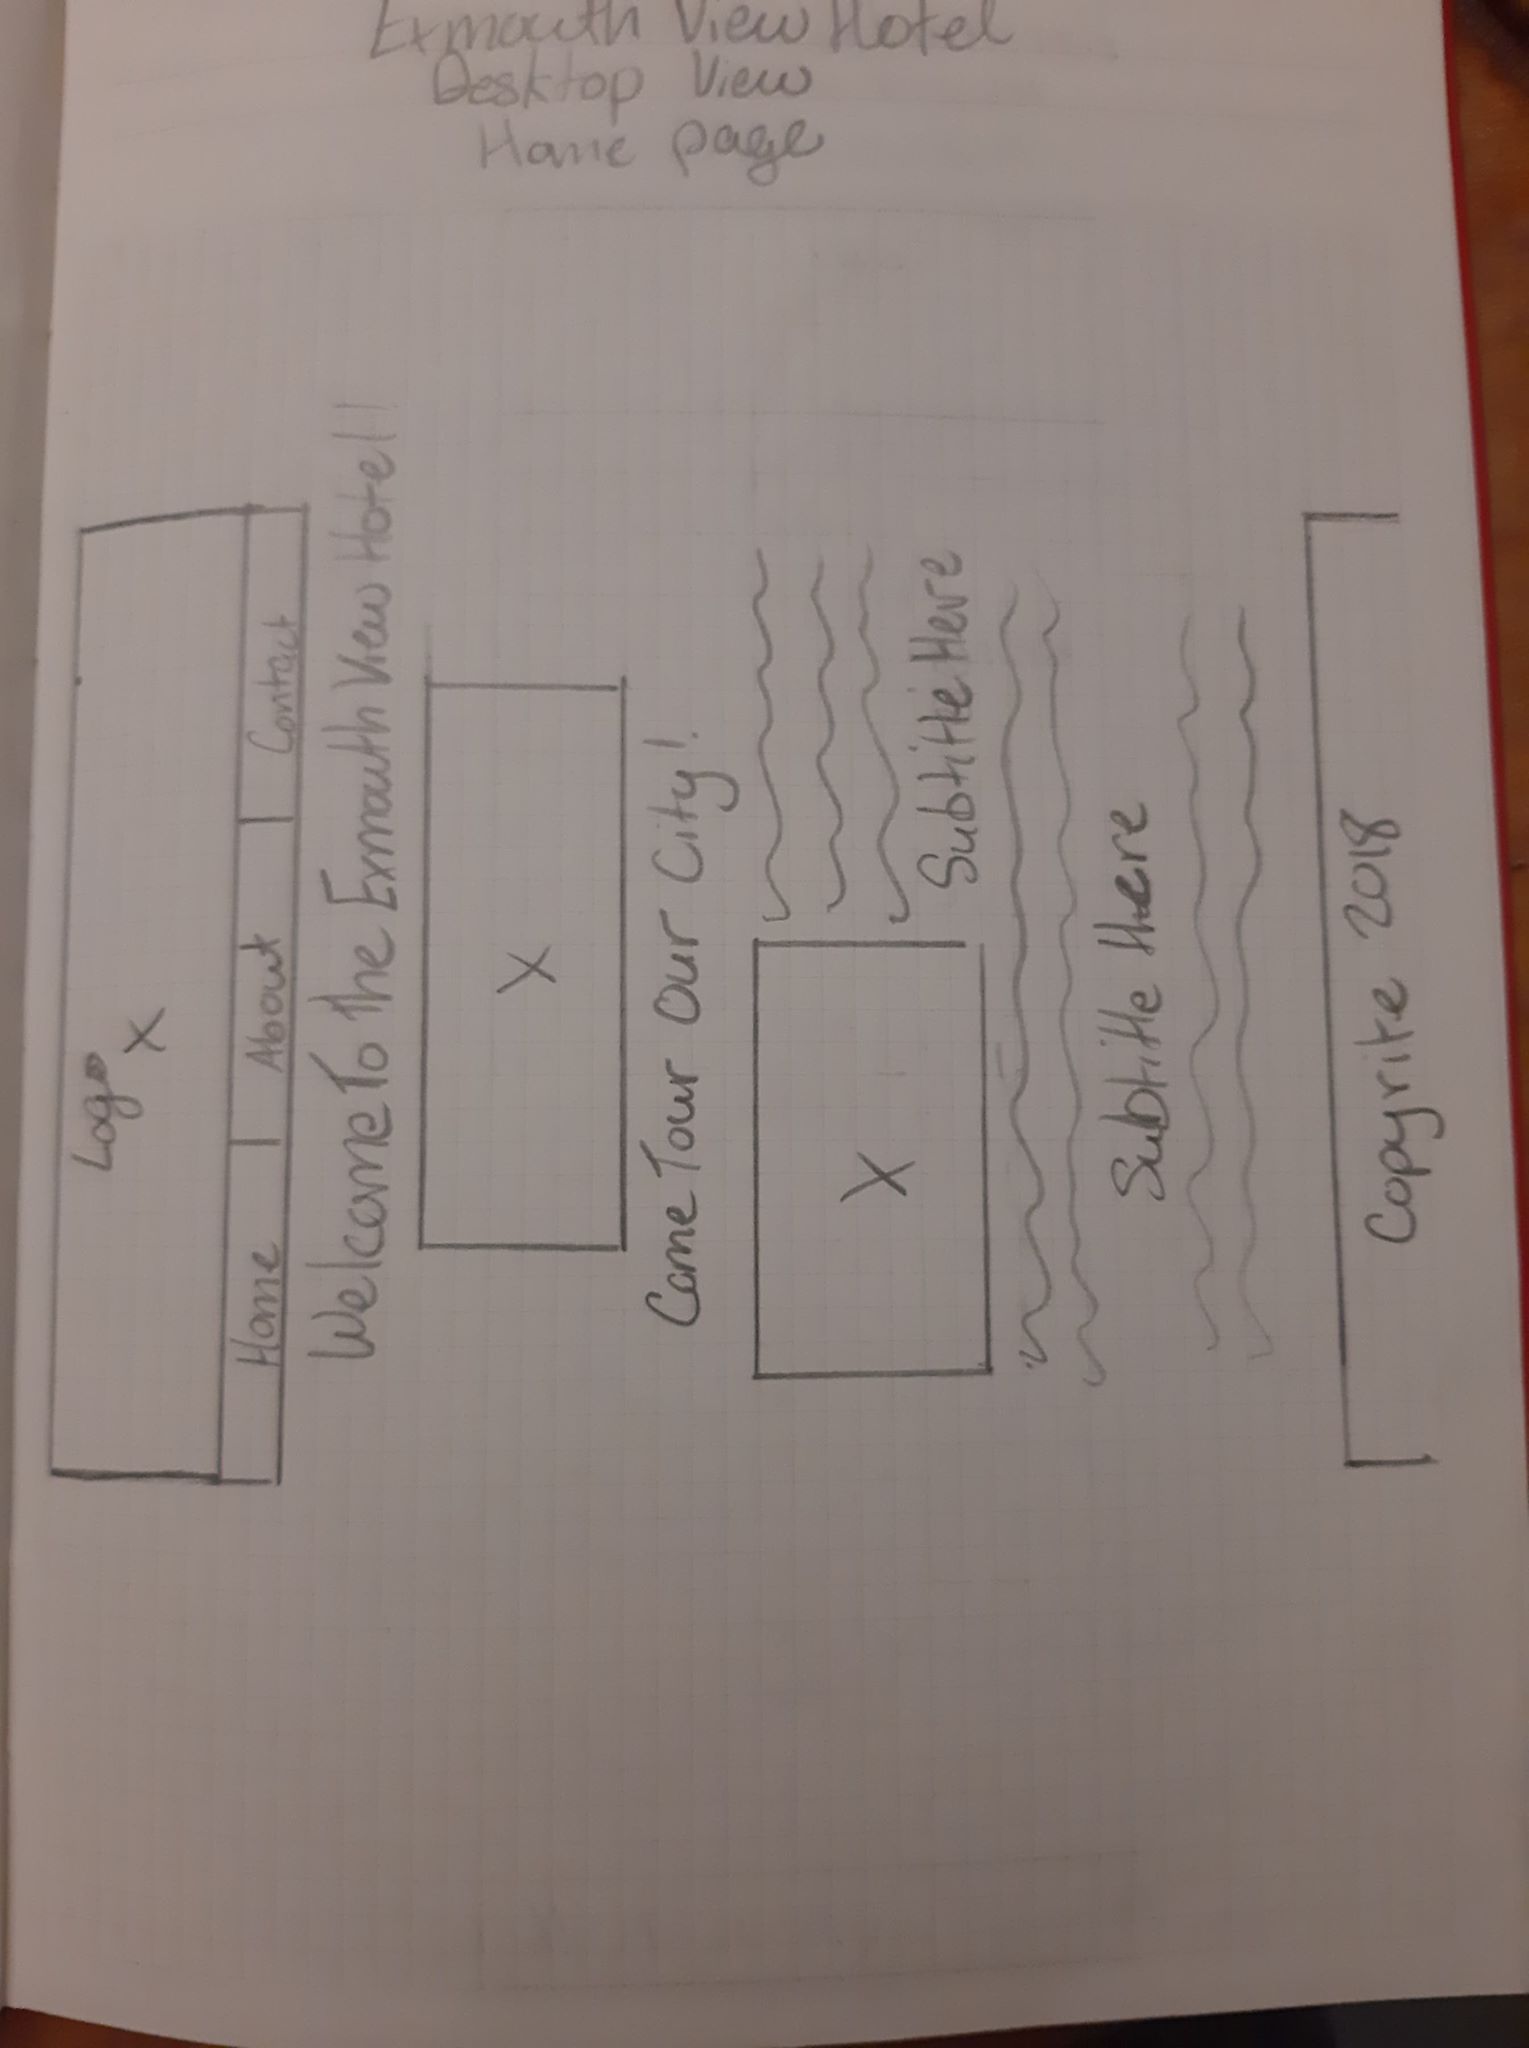 Exmouth View Hotel
Desktop View
Home page
Logo
X
Home About Contact
Welcome To the Exmouth View Hotel!
X
Come Tour Our City!
X
Subtitle Here
Subtitle there
Copyrite 2018